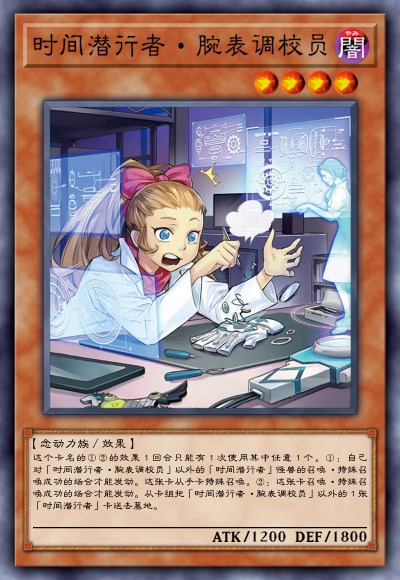 时间潜行者·腕表调校员
やみ
闇
【念动力族/效果】
这个卡名的①②的效果1回合只能有1次使用其中任意1个。①：自己
对「时间潜行者·腕表调校员」以外的「时间潜行者」怪兽的召唤·特殊召
唤成功的场合才能发动。这张卡从手卡特殊召唤。②：这张卡召唤·特殊召
唤成功的场合才能发动。从卡组把「时间潜行者·腕表调校员」以外的1张
「时间潜行者」卡送去墓地。
ATK/1200 DEF/1800